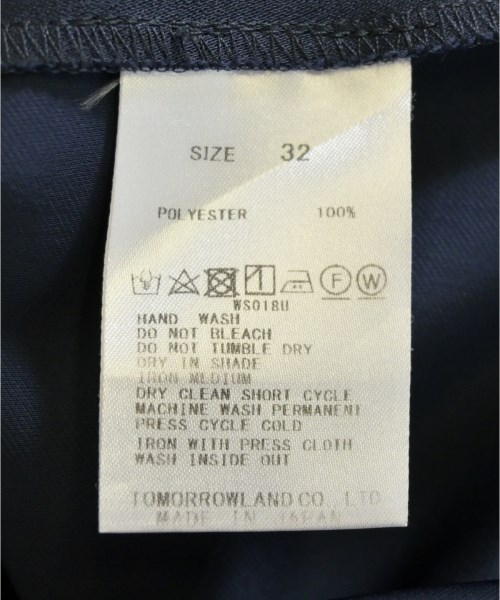 SIZE 32
POLYESTER 100%
F W
WS018U
HAND WASH
DO NOT BLEACH
DO NOT TUMBLE DRY
DRY IN SHADE
IRON MEDIUM
DRY CLEAN SHORT CYCLE
MACHINE WASH PERMANENT
PRESS CYCLE COLD
IRON WITH PRESS CLOTH
WASH INSIDE OUT
TOMORROWLAND CO., LTD
MADE IN JAPAN